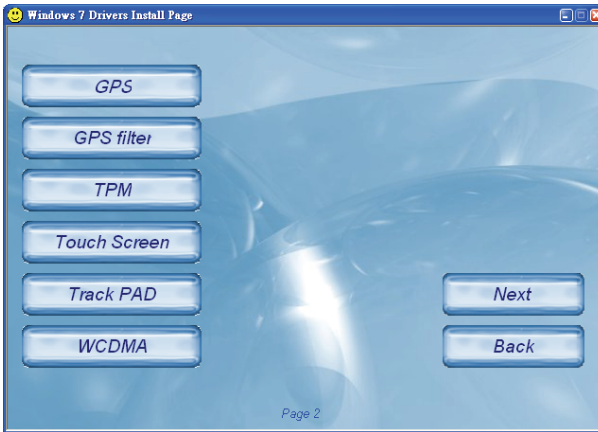 Windows 7 Drivers Install Page
GPS
GPS filter
TPM
Touch Screen
Track PAD
WCDMA
Next
Back
Page 2